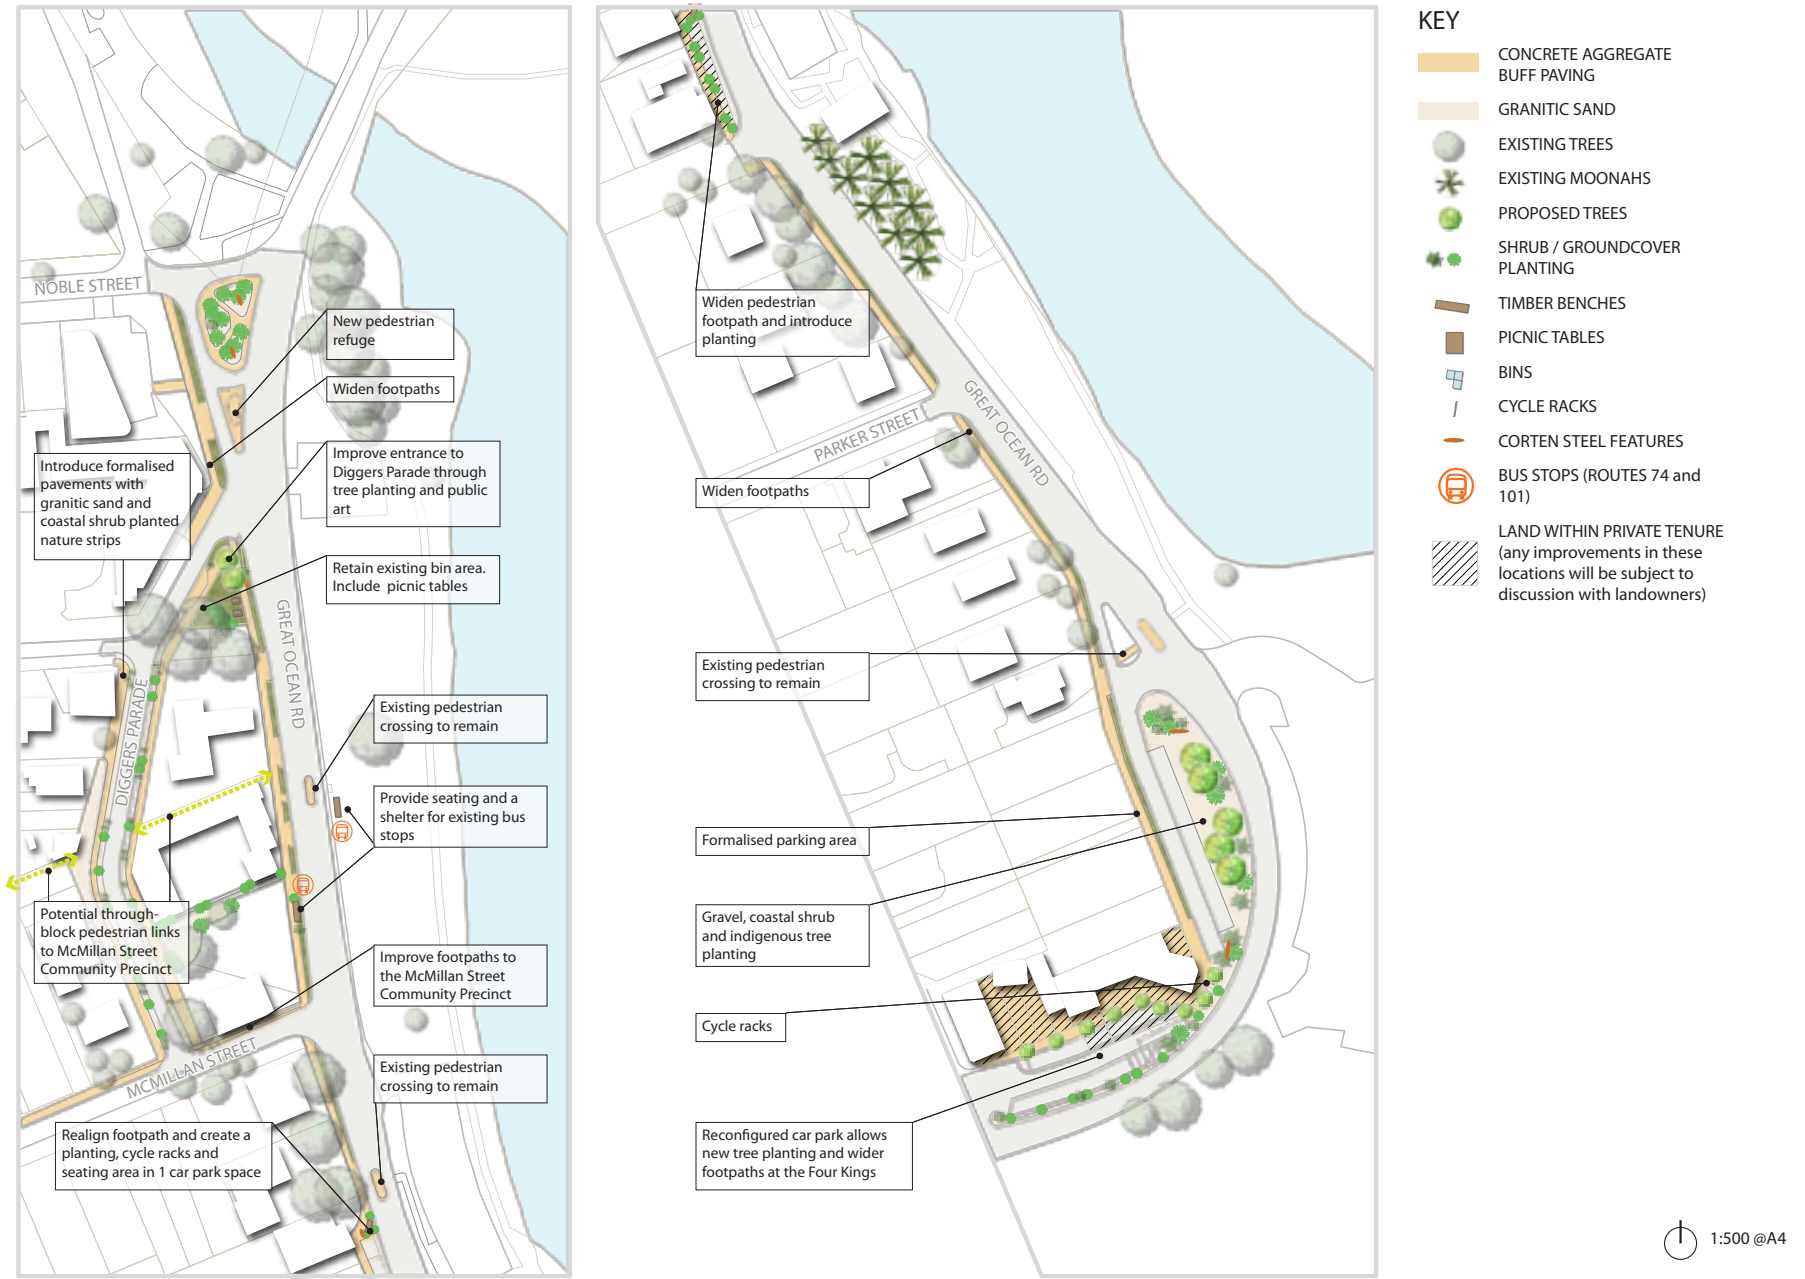 NOBLE STREET
New pedestrian
refuge
Widen footpaths
Improve entrance to
Diggers Parade through
tree planting and public
art
Introduce formalised
pavements with
granitic sand and
coastal shrub planted
nature strips
Retain existing bin area.
Include picnic tables
GREAT OCEAN RD
DIGGERS PARADE
Existing pedestrian
crossing to remain
Provide seating and a
shelter for existing bus
stops
Potential through-
block pedestrian links
to McMillan Street
Community Precinct
Improve footpaths to
the McMillan Street
Community Precinct
MCMILLAN STREET
Existing pedestrian
crossing to remain
Realign footpath and create a
planting, cycle racks and
seating area in 1 car park space
Widen pedestrian
footpath and introduce
planting
GREAT OCEAN RD
PARKER STREET
Widen footpaths
Existing pedestrian
crossing to remain
Formalised parking area
Gravel, coastal shrub
and indigenous tree
planting
Cycle racks
Reconfigured car park allows
new tree planting and wider
footpaths at the Four Kings
KEY
CONCRETE AGGREGATE
BUFF PAVING
GRANITIC SAND
EXISTING TREES
EXISTING MOONAHS
PROPOSED TREES
SHRUB / GROUNDCOVER
PLANTING
TIMBER BENCHES
PICNIC TABLES
BINS
CYCLE RACKS
CORTEN STEEL FEATURES
BUS STOPS (ROUTES 74 and
101)
LAND WITHIN PRIVATE TENURE
(any improvements in these
locations will be subject to
discussion with landowners)
1:500 @A4